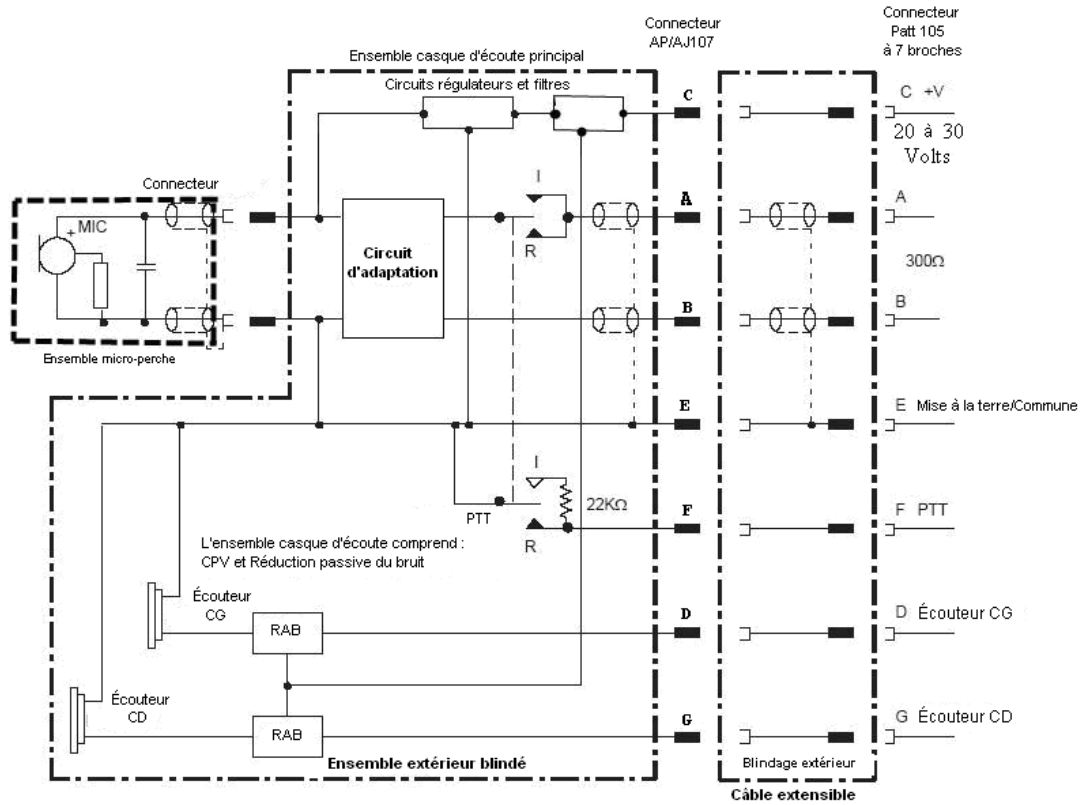 Connecteur
AP/AJ107
Connecteur
Patt 105
à 7 broches
Ensemble casque d'écoute principal
Circuits régulateurs et filtres
C
C +V
20 à 30
Volts
Connecteur
I
A
A
+ MIC
R
Circuit
d'adaptation
300Ω
B
B
Ensemble micro-perche
E
E Mise à la terre/Commune
I
22KΩ
PTT
F
F PTT
R
L'ensemble casque d'écoute comprend :
CPV et Réduction passive du bruit
Écouteur
CG
RAB
D
D Écouteur CG
Écouteur
CD
RAB
G
G Écouteur CD
Ensemble extérieur blindé
Blindage extérieur
Câble extensible